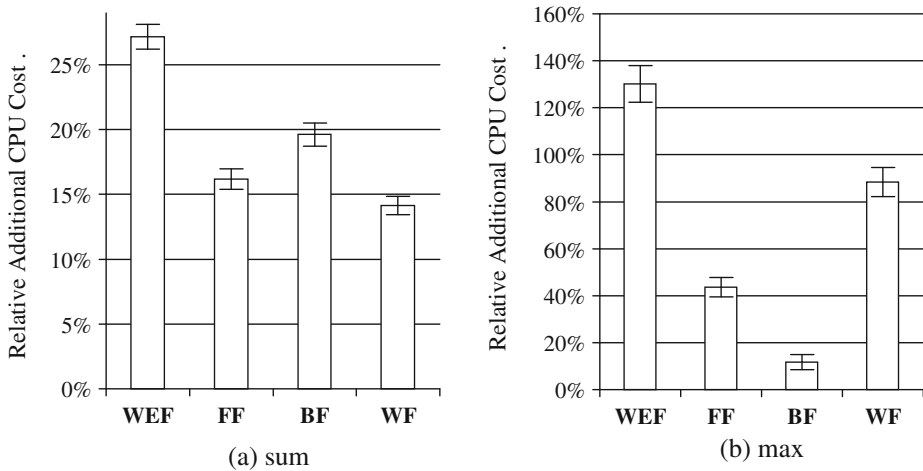 Relative Additional CPU Cost .
25%
20%
15%
10%
5%
0%
WEF FF BF WF
(a) sum
Relative Additional CPU Cost .
160%
140%
120%
100%
80%
60%
40%
20%
0%
WEF FF BF WF
(b) max